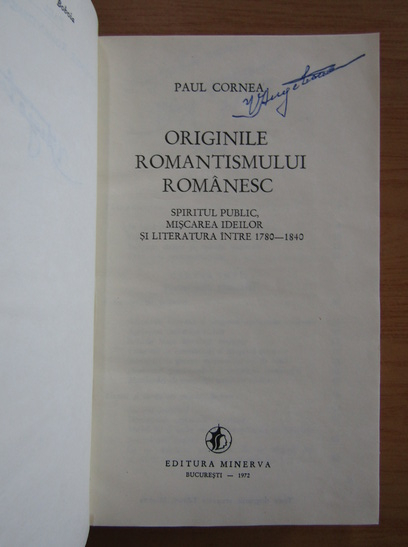 PAUL CORNEA
ORIGINILE
ROMANTISMULUI
ROMÂNESC
SPIRITUL PUBLIC,
MIȘCAREA IDEILOR
ȘI LITERATURA ÎNTRE 1780—1840
EDITURA MINERVA
BUCUREȘTI — 1972